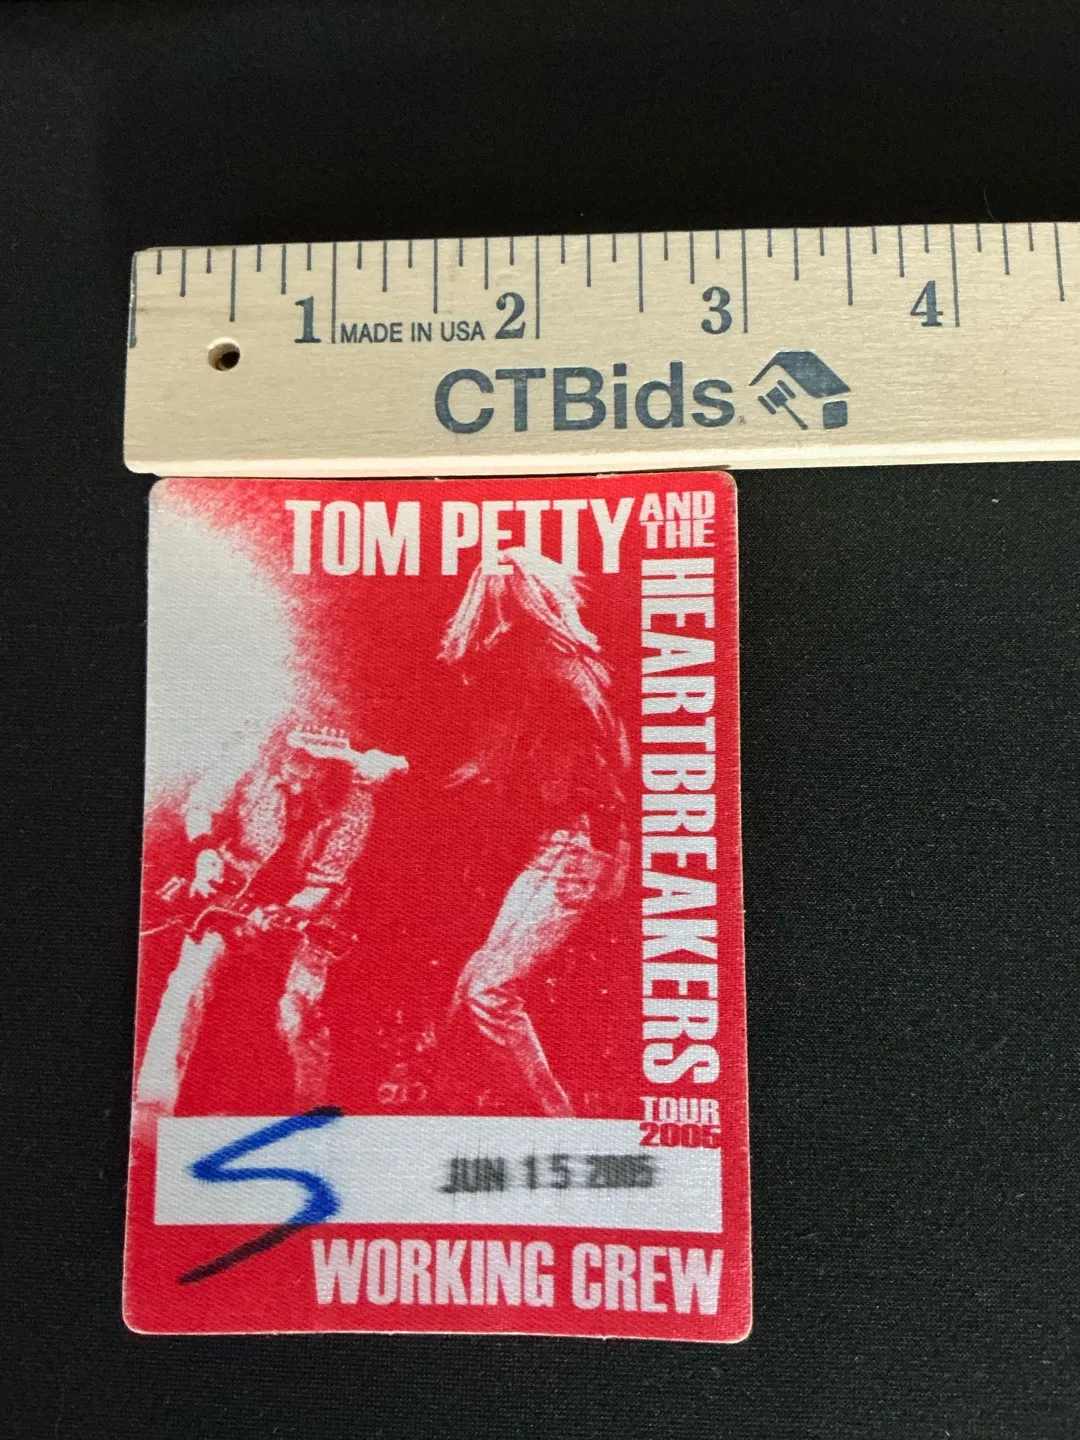 1 2 3 4
MADE IN USA
CTBids
TOM PETTY
AND
THE
HEARTBREAKERS
TOUR
2005
S
JUN 15 2005
WORKING CREW